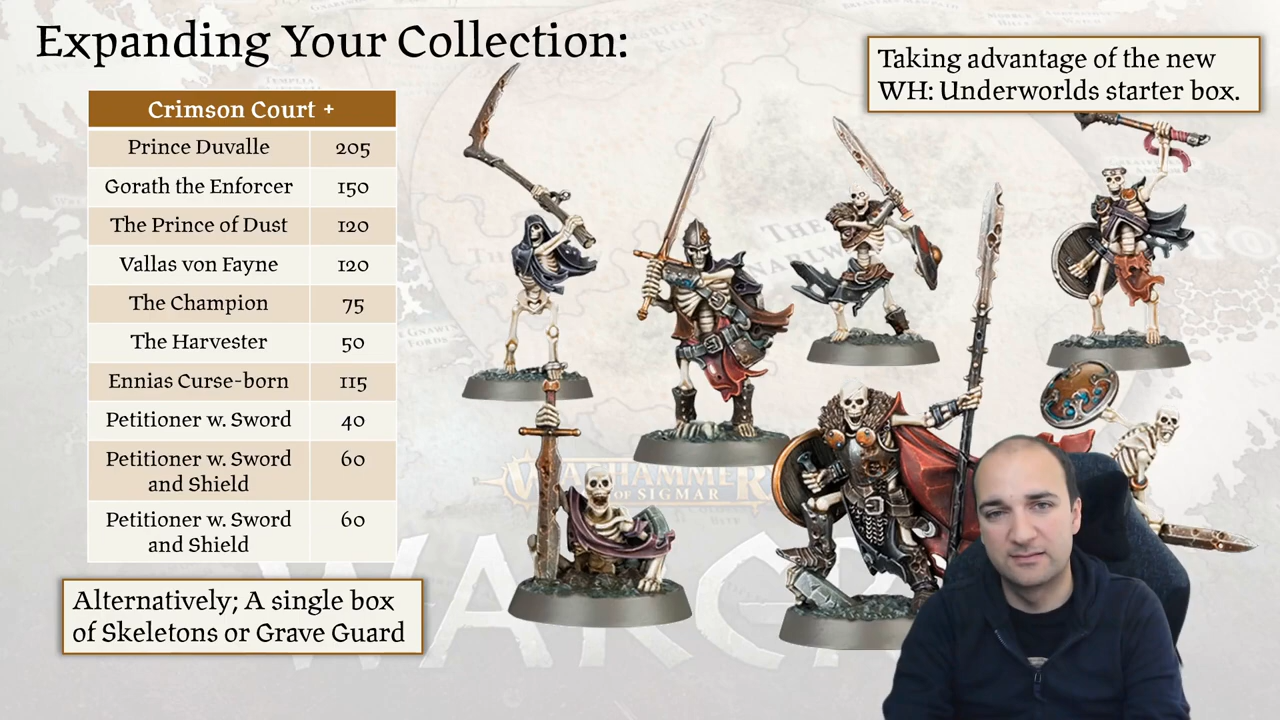 Expanding Your Collection:
Taking advantage of the new
WH: Underworlds starter box.
Crimson Court +
Prince Duvalle 205
Gorath the Enforcer 150
The Prince of Dust 120
Vallas von Fayne 120
The Champion 75
The Harvester 50
Ennias Curse-born 115
Petitioner w. Sword 40
Petitioner w. Sword 60
and Shield
Petitioner w. Sword 60
and Shield
Alternatively; A single box
of Skeletons or Grave Guard
WARHAMMER
OF SIGMAR